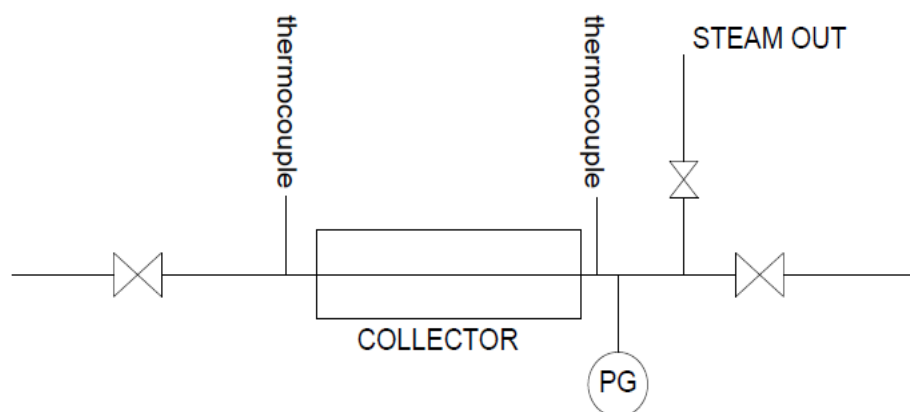 thermocouple
thermocouple
STEAM OUT
COLLECTOR
PG